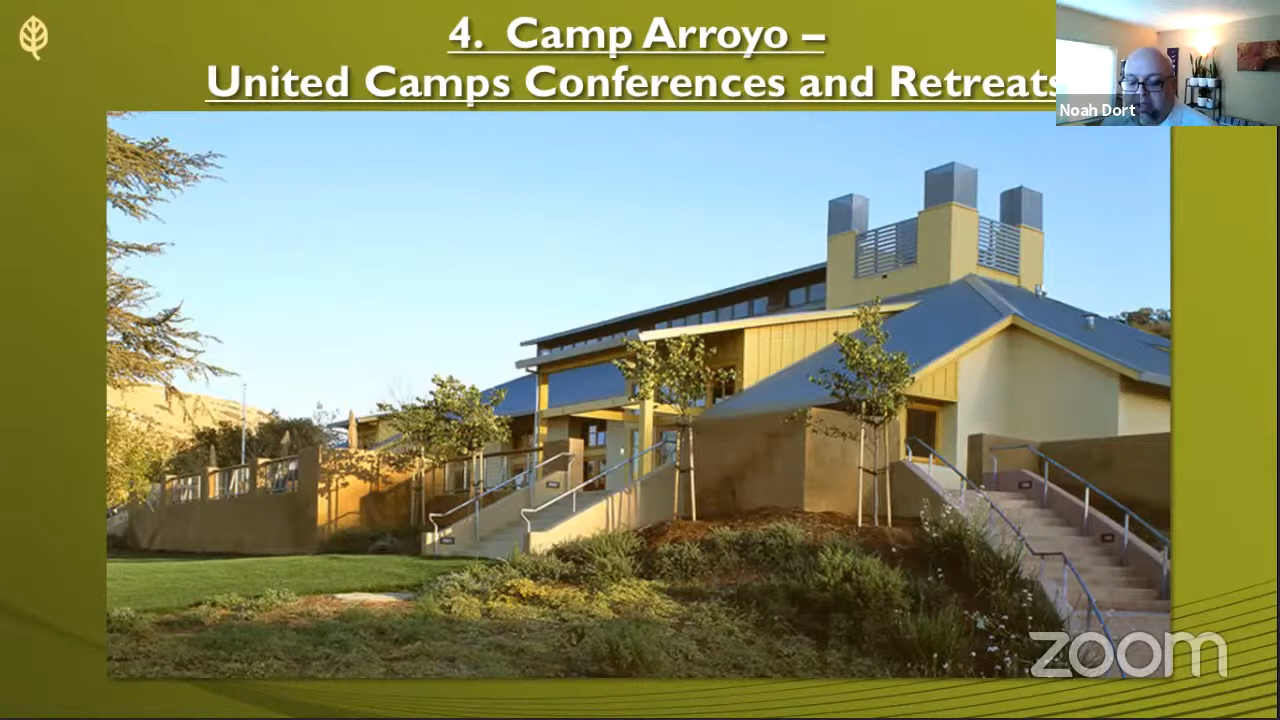 4. Camp Arroyo –
United Camps Conferences and Retreats
Noah Dort
zoom